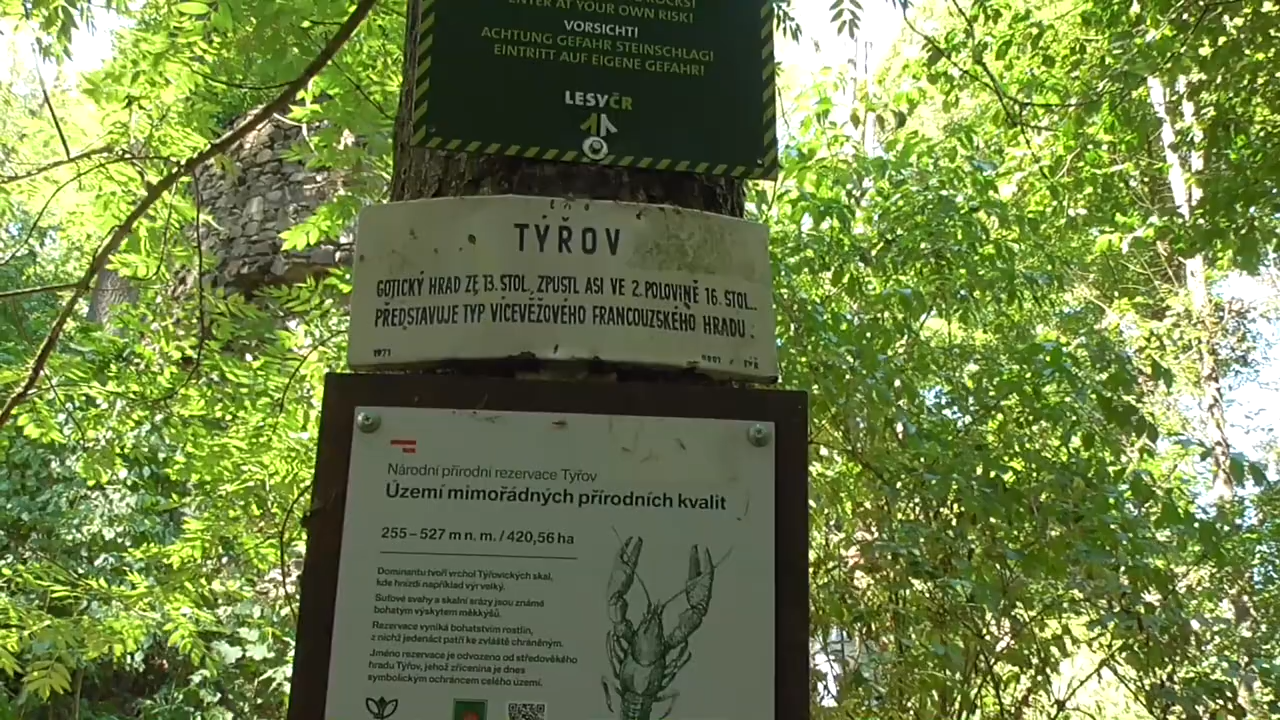 ENTER AT YOUR OWN RISK!
VORSICHT!
ACHTUNG GEFAHR STEINSCHLAG!
EINTRITT AUF EIGENE GEFAHR!
LESYČR
TÝŘOV
GOTICKÝ HRAD ZE 13. STOL., ZPUSTL ASI VE 2. POLOVINĚ 16. STOL..
PŘEDSTAVUJE TYP VÍCEVĚŽOVÉHO FRANCOUZSKÉHO HRADU.
1971
Národní přírodní rezervace Týřov
Území mimořádných přírodních kvalit
255 – 527 m n. m. / 420,56 ha
Dominantu tvoří vrchol Týřovických skal,
kde hnízdí například výr velký.
Suťové svahy a skalní srázy jsou známé
bohatým výskytem měkkýšů.
Rezervace vyniká bohatstvím rostlin,
z nichž jedenáct patří ke zvláště chráněným.
Jméno rezervace je odvozeno od středověkého
hradu Týřov, jehož zřícenina je dnes
symbolickým ochráncem celého území.